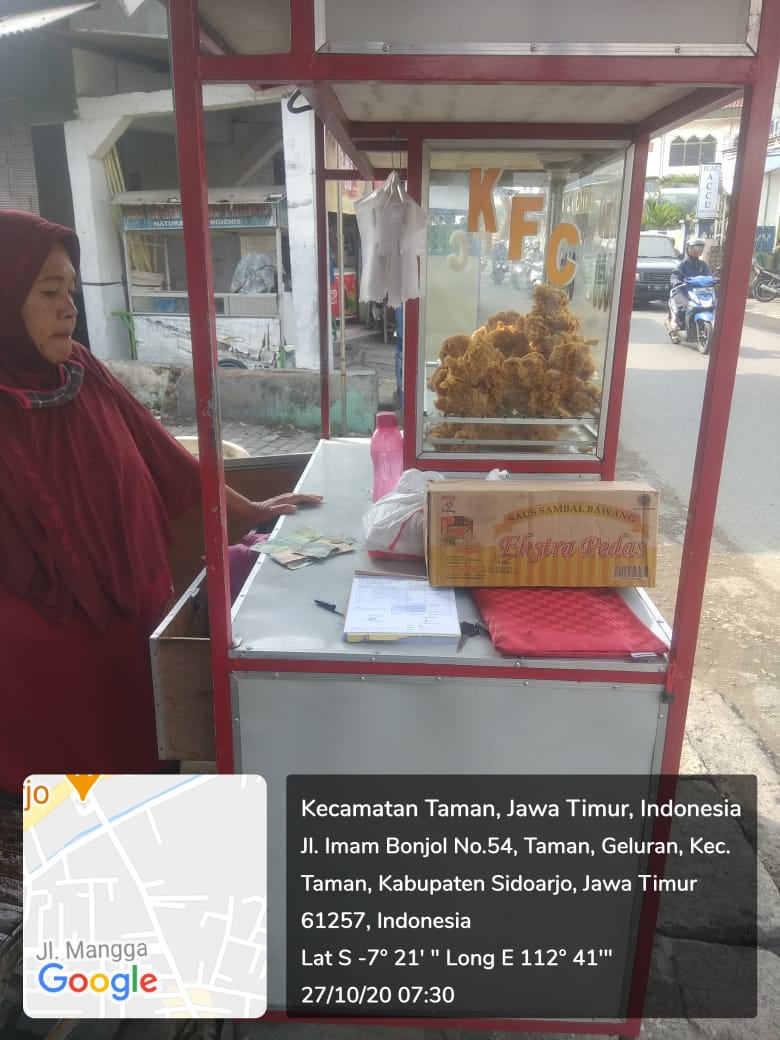 KFC
JUAL
ACCU
SAUS SAMBAL BAWANG
Ekstra Pedas
jo
Jl. Mangga
Google
Kecamatan Taman, Jawa Timur, Indonesia
Jl. Imam Bonjol No.54, Taman, Geluran, Kec.
Taman, Kabupaten Sidoarjo, Jawa Timur
61257, Indonesia
Lat S -7° 21' " Long E 112° 41'"
27/10/20 07:30